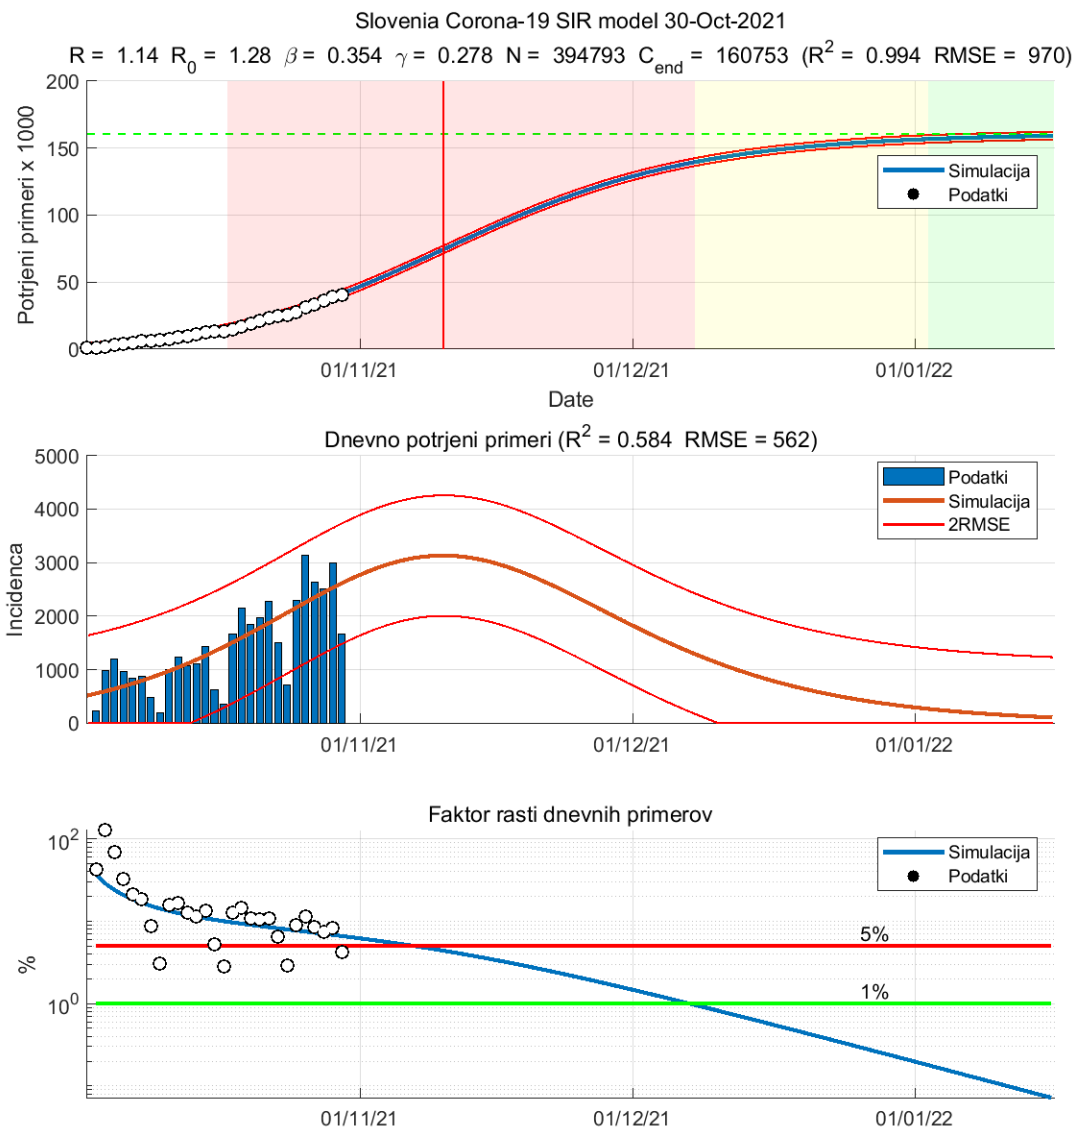 Slovenia Corona-19 SIR model 30-Oct-2021
R = 1.14 R0 = 1.28 β = 0.354 γ = 0.278 N = 394793 Cend = 160753 (R2 = 0.994 RMSE = 970)
Potrjeni primeri x 1000
200
150
100
50
0
Simulacija
Podatki
01/11/21
01/12/21
01/01/22
Date
Dnevno potrjeni primeri (R2 = 0.584 RMSE = 562)
Incidenca
5000
4000
3000
2000
1000
0
Podatki
Simulacija
2RMSE
01/11/21
01/12/21
01/01/22
Faktor rasti dnevnih primerov
%
102
100
Simulacija
Podatki
5%
1%
01/11/21
01/12/21
01/01/22